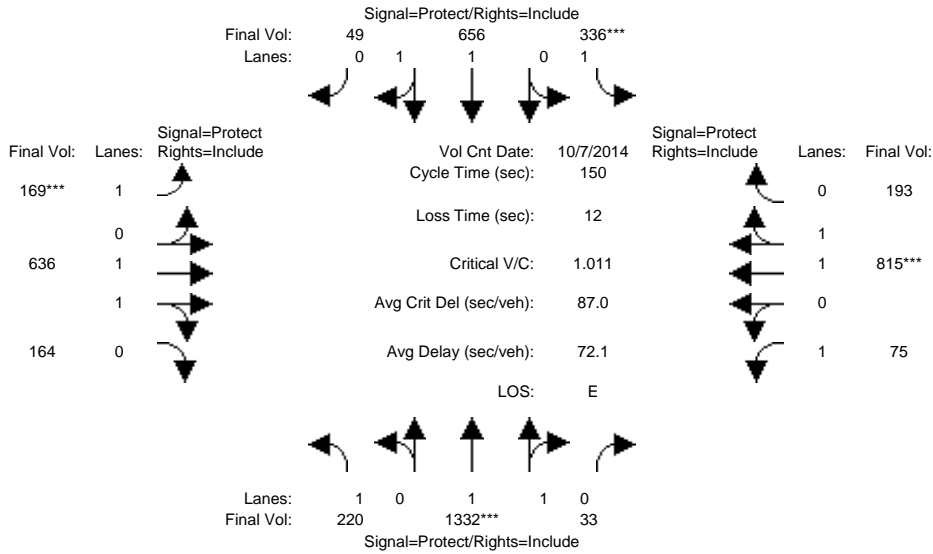 Signal=Protect/Rights=Include
Final Vol: 49 656 336***
Lanes: 0 1 1 0 1
Signal=Protect
Final Vol: Lanes: Rights=Include
Vol Cnt Date: 10/7/2014
Signal=Protect
Rights=Include Lanes: Final Vol:
Cycle Time (sec): 150
169*** 1
0 193
Loss Time (sec): 12
0
1
636 1
Critical V/C: 1.011
1 815***
1
Avg Crit Del (sec/veh): 87.0
0
164 0
Avg Delay (sec/veh): 72.1
1 75
LOS: E
Lanes: 1 0 1 1 0
Final Vol: 220 1332*** 33
Signal=Protect/Rights=Include